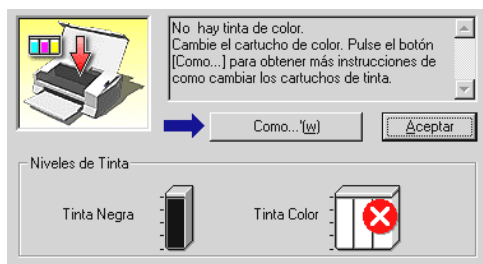 No hay tinta de color.
Cambie el cartucho de color. Pulse el botón
[Como...] para obtener más instrucciones de
como cambiar los cartuchos de tinta.
Como...'(w)
Aceptar
Niveles de Tinta
Tinta Negra
Tinta Color